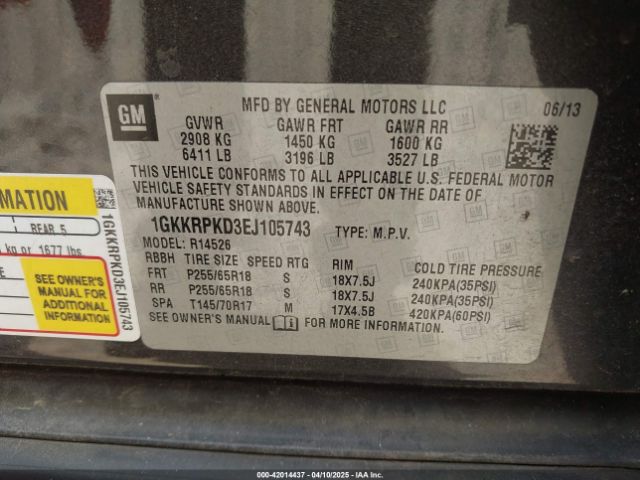 GM
MFD BY GENERAL MOTORS LLC 06/13
GVWR GAWR FRT GAWR RR
2908 KG 1450 KG 1600 KG
6411 LB 3196 LB 3527 LB
THIS VEHICLE CONFORMS TO ALL APPLICABLE U.S. FEDERAL MOTOR
VEHICLE SAFETY STANDARDS IN EFFECT ON THE DATE OF
MANUFACTURE SHOWN ABOVE.
1GKKRPKD3EJ105743 TYPE: M.P.V.
MODEL: R14526
RBBH TIRE SIZE SPEED RTG RIM COLD TIRE PRESSURE
FRT P255/65R18 S 18X7.5J 240KPA(35PSI)
RR P255/65R18 S 18X7.5J 240KPA(35PSI)
SPA T145/70R17 M 17X4.5B 420KPA(60PSI)
SEE OWNER'S MANUAL i FOR MORE INFORMATION.
REAR 5
kg or 1677 lbs
SEE OWNER'S
MANUAL FOR
ADDITIONAL
INFORMATION
1GKKRPKD3EJ105743
000-42014437 - 04/10/2025 - IAA Inc.